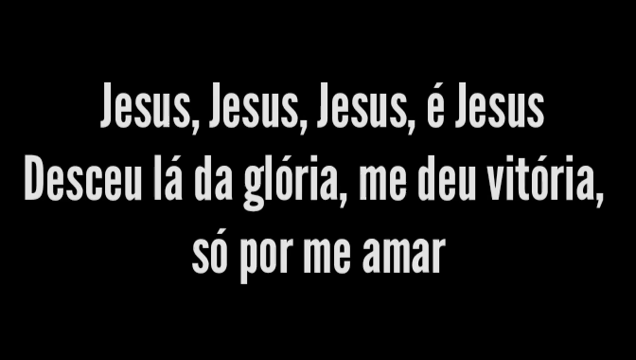 Jesus, Jesus, Jesus, é Jesus
Desceu lá da glória, me deu vitória,
só por me amar